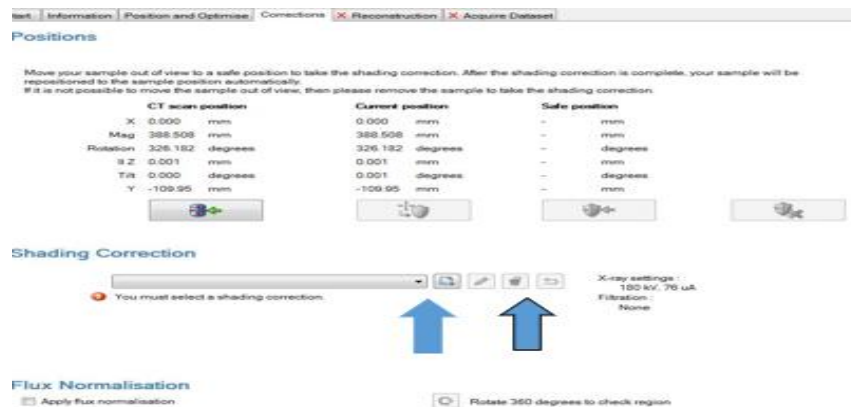 tart Information Position and Optimise Corrections Reconstruction Acquire Dataset
Positions
Move your sample out of view to a safe position to take the shading correction. After the shading correction is complete, your sample will be
repositioned to the sample position automatically.
If it is not possible to move the sample out of view, then please remove the sample to take the shading correction.
CT scan position Current position Safe position
X 0.000 mm 0.000 mm - mm
Mag 388.508 mm 388.508 mm - mm
Rotation 326.182 degrees 326.182 degrees - degrees
II Z 0.001 mm 0.001 mm - mm
Tilt 0.000 degrees 0.001 degrees - degrees
Y -109.95 mm -109.95 mm - mm
Shading Correction
You must select a shading correction.
X-ray settings :
180 kV, 76 uA
Filtration :
None
Flux Normalisation
Apply flux normalisation Rotate 360 degrees to check region